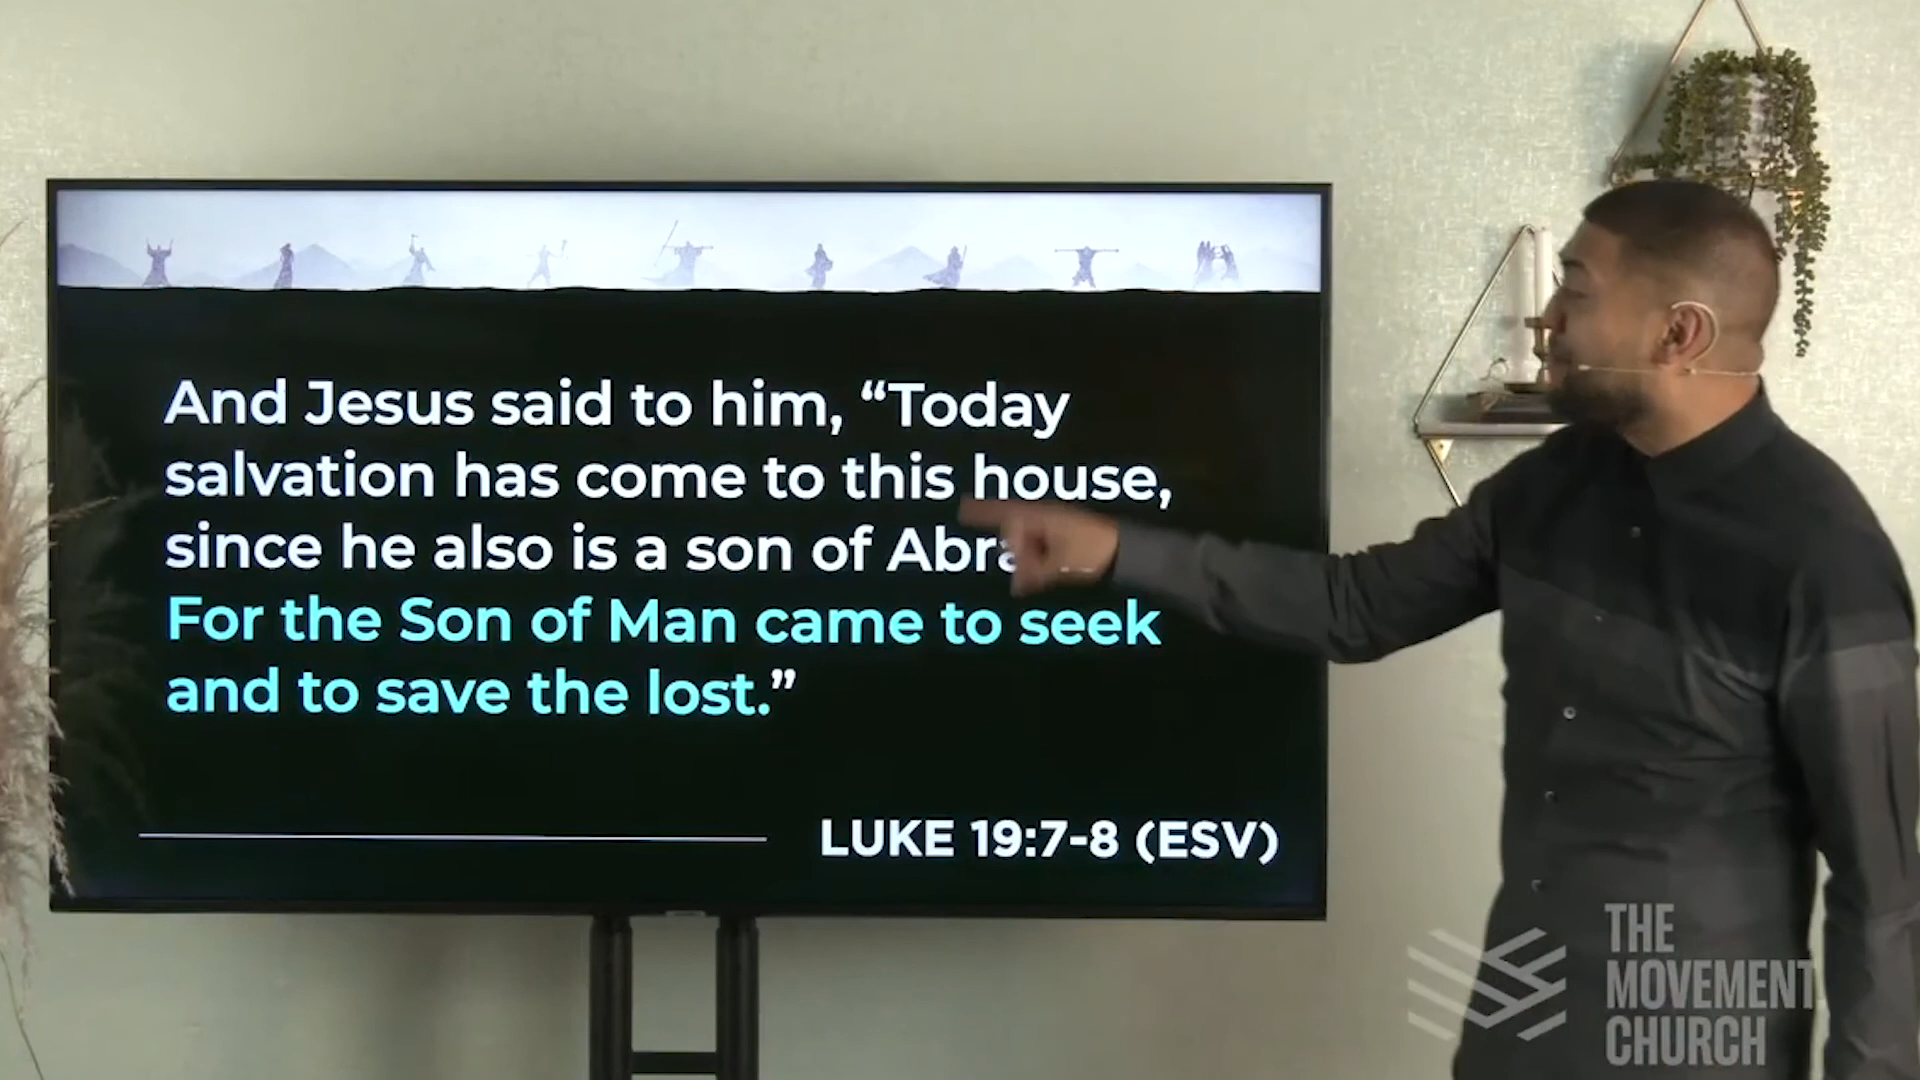 And Jesus said to him, “Today
salvation has come to this house,
since he also is a son of
For the Son of Man came to seek
and to save the lost.”
LUKE 19:7-8 (ESV)
THE
MOVEMENT
CHURCH